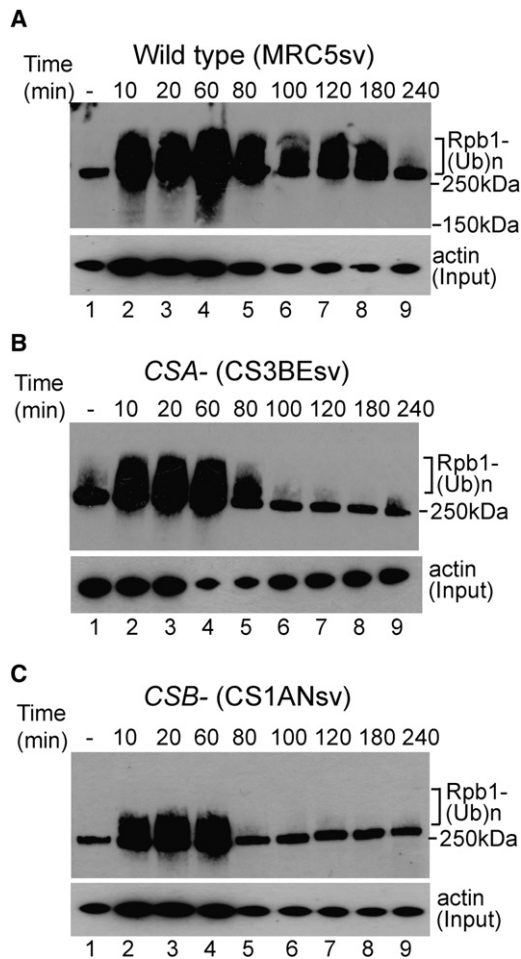 A
Wild type (MRC5sv)
Time
(min) - 10 20 60 80 100 120 180 240
Rpb1-
(Ub)n
250kDa
150kDa
actin
(Input)
1 2 3 4 5 6 7 8 9
B
CSA- (CS3BEsv)
Time
(min) - 10 20 60 80 100 120 180 240
Rpb1-
(Ub)n
250kDa
actin
(Input)
1 2 3 4 5 6 7 8 9
C
CSB- (CS1ANsv)
Time
(min) - 10 20 60 80 100 120 180 240
Rpb1-
(Ub)n
250kDa
actin
(Input)
1 2 3 4 5 6 7 8 9